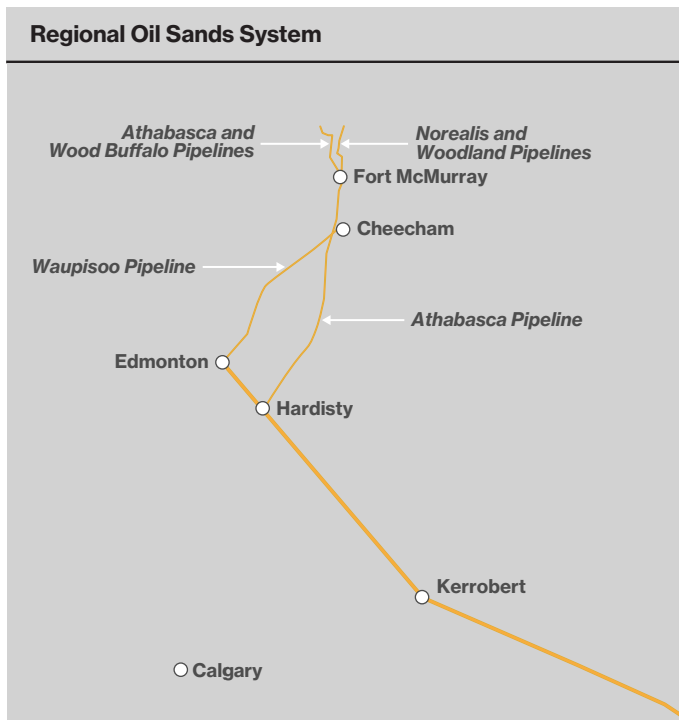 Regional Oil Sands System
Athabasca and
Wood Buffalo Pipelines
Norealis and
Woodland Pipelines
Fort McMurray
Cheecham
Waupisoo Pipeline
Athabasca Pipeline
Edmonton
Hardisty
Kerrobert
Calgary